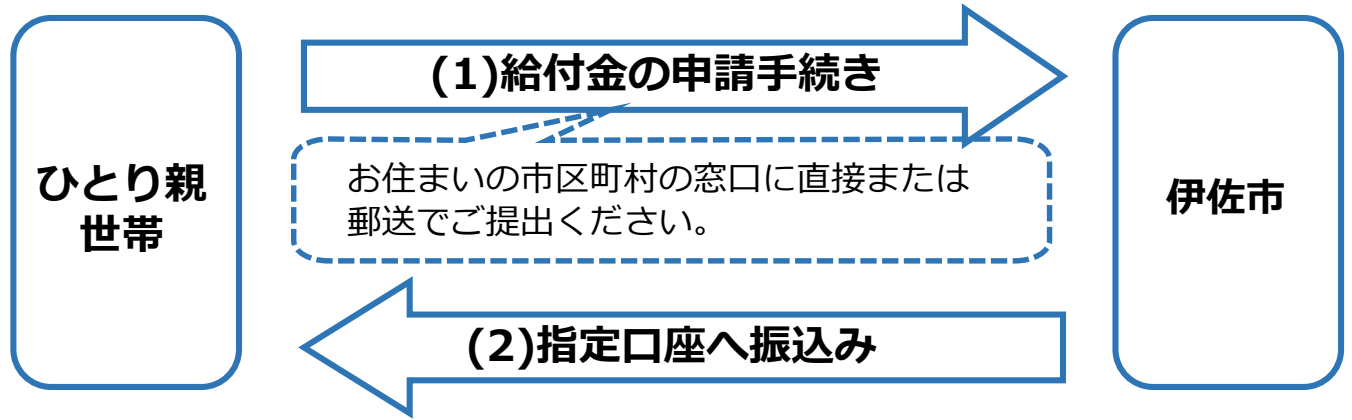 (1)給付金の申請手続き
ひとり親
世帯
お住まいの市区町村の窓口に直接または
郵送でご提出ください。
伊佐市
(2)指定口座へ振込み